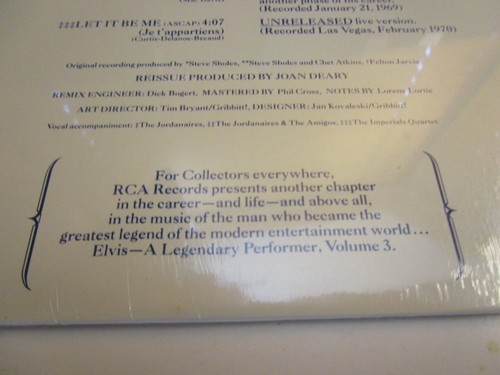 another phase of his career.
(Recorded January 21, 1969)
‡‡‡LET IT BE ME (ASCAP) 4:07
(Je t'appartiens)
(Curtis-Delanoe-Becaud)
UNRELEASED live version.
(Recorded Las Vegas, February 1970)
Original recording produced by *Steve Sholes, **Steve Sholes and Chet Atkins, †Felton Jarvis
REISSUE PRODUCED BY JOAN DEARY
REMIX ENGINEER: Dick Bogert, MASTERED BY Phil Cross, NOTES BY Lorene Lortie
ART DIRECTOR: Tim Bryant/Gribbitt!, DESIGNER: Jan Kovaleski/Gribbitt!
Vocal accompaniment: ‡The Jordanaires, ‡‡The Jordanaires & The Amigos, ‡‡‡The Imperials Quartet
For Collectors everywhere,
RCA Records presents another chapter
in the career—and life—and above all,
in the music of the man who became the
greatest legend of the modern entertainment world...
Elvis—A Legendary Performer, Volume 3.